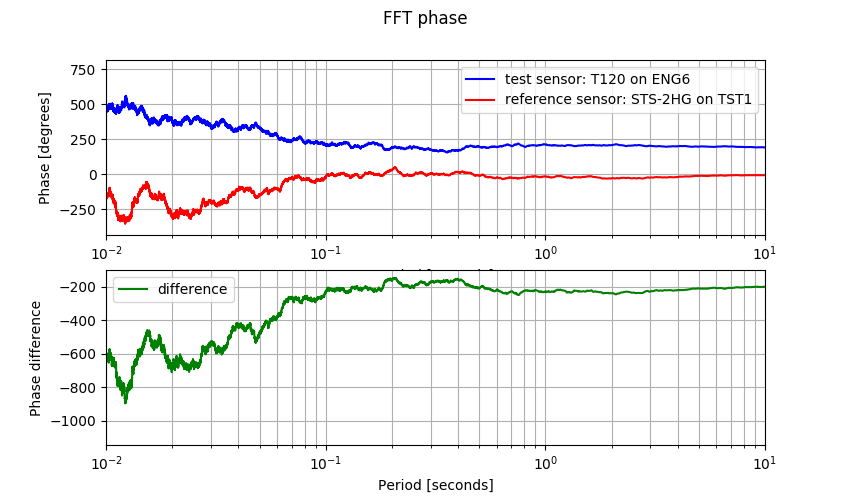 FFT phase
Phase [degrees]
750
500
250
0
−250
test sensor: T120 on ENG6
reference sensor: STS-2HG on TST1
10⁻²
10⁻¹
10⁰
10¹
Phase difference
−200
−400
−600
−800
−1000
difference
10⁻²
10⁻¹
10⁰
10¹
Period [seconds]